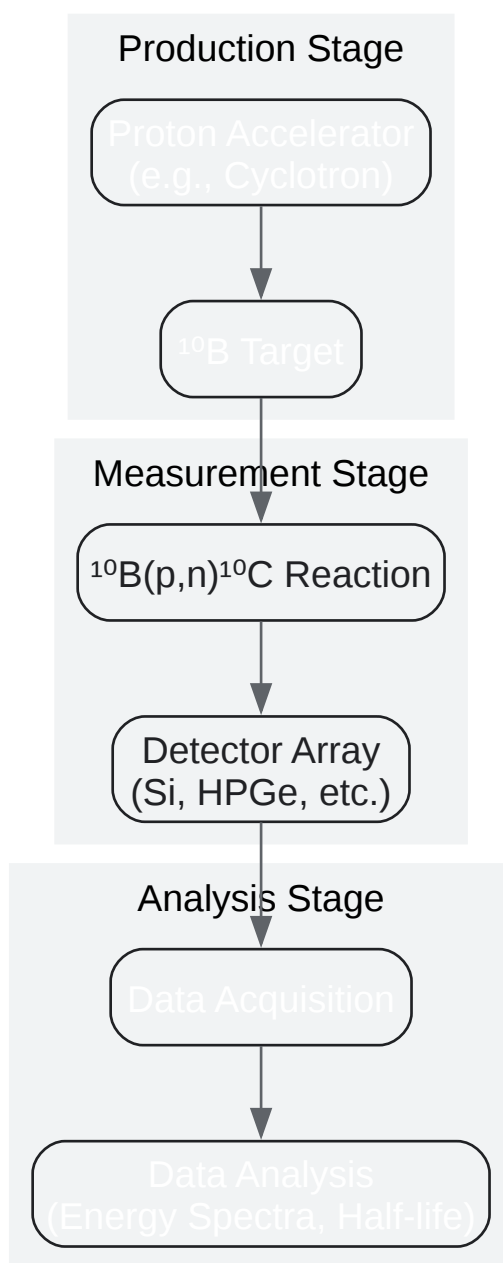 Production Stage
Proton Accelerator
(e.g., Cyclotron)
¹⁰B Target
Measurement Stage
¹⁰B(p,n)¹⁰C Reaction
Detector Array
(Si, HPGe, etc.)
Analysis Stage
Data Acquisition
Data Analysis
(Energy Spectra, Half-life)